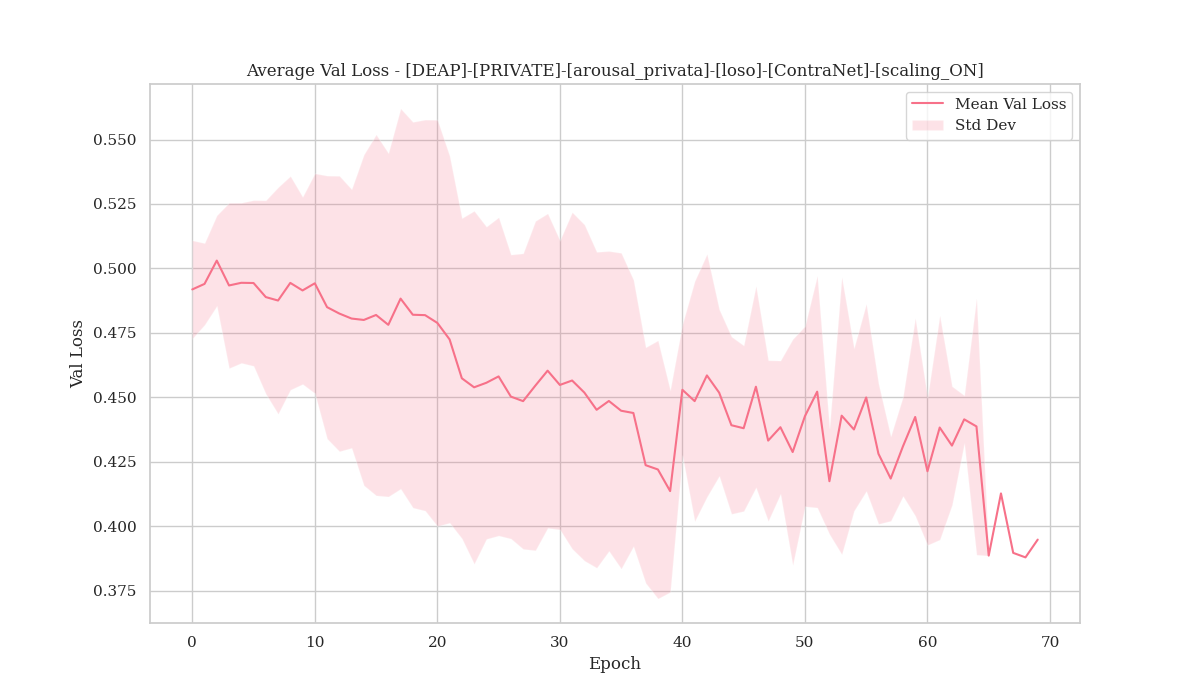 Average Val Loss - [DEAP]-[PRIVATE]-[arousal_privata]-[loso]-[ContraNet]-[scaling_ON]
Mean Val Loss
Std Dev
0.550
0.525
0.500
0.475
0.450
0.425
0.400
0.375
Val Loss
0 10 20 30 40 50 60 70
Epoch